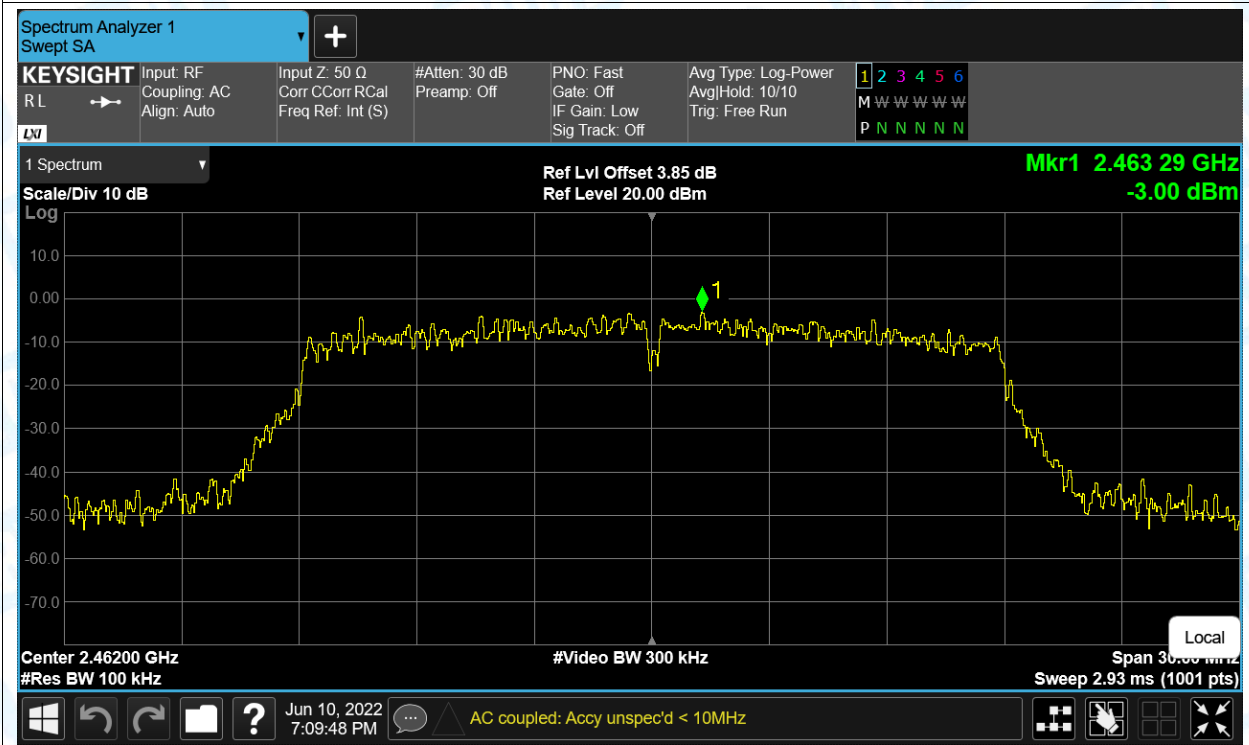 Spectrum Analyzer 1
Swept SA
KEYSIGHT
R L
LXI
Input: RF
Coupling: AC
Align: Auto
Input Z: 50 Ω
Corr CCorr RCal
Freq Ref: Int (S)
#Atten: 30 dB
Preamp: Off
PNO: Fast
Gate: Off
IF Gain: Low
Sig Track: Off
Avg Type: Log-Power
Avg|Hold: 10/10
Trig: Free Run
1 2 3 4 5 6
M W W W W W
P N N N N N
1 Spectrum
Scale/Div 10 dB
Log
Ref Lvl Offset 3.85 dB
Ref Level 20.00 dBm
Mkr1 2.463 29 GHz
-3.00 dBm
1
10.0
0.00
-10.0
-20.0
-30.0
-40.0
-50.0
-60.0
-70.0
Local
Center 2.46200 GHz
#Video BW 300 kHz
Span 30.00 MHz
#Res BW 100 kHz
Sweep 2.93 ms (1001 pts)
?
Jun 10, 2022
7:09:48 PM
AC coupled: Accy unspec'd < 10MHz